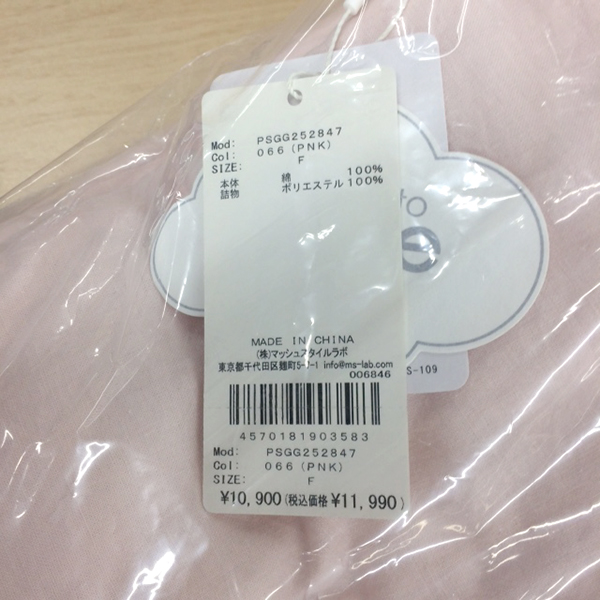 Mod: PSGG252847
Col: 066 (PNK)
SIZE: F
本体 綿 100%
詰物 ポリエステル 100%
MADE IN CHINA
(株)マッシュスタイルラボ
東京都千代田区麹町5-7-1 info@ms-lab.com
006846
4570181903583
Mod: PSGG252847
Col: 066 (PNK)
SIZE: F
¥10,900(税込価格¥11,990)
S-109